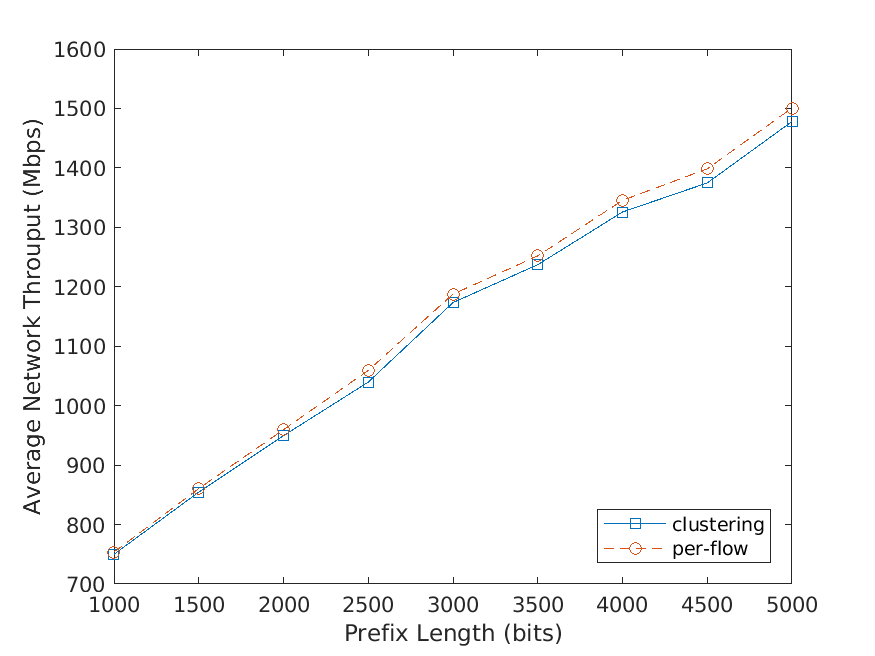 1600
1500
1400
1300
1200
1100
1000
900
800
700
Average Network Throuput (Mbps)
clustering
per-flow
1000 1500 2000 2500 3000 3500 4000 4500 5000
Prefix Length (bits)